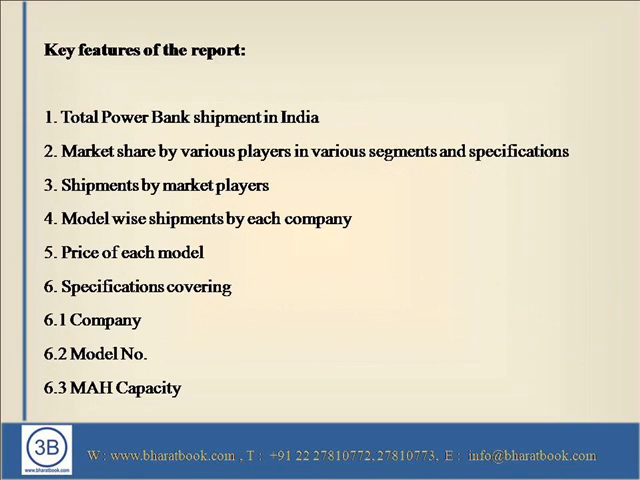 Key features of the report:
1. Total Power Bank shipment in India
2. Market share by various players in various segments and specifications
3. Shipments by market players
4. Model wise shipments by each company
5. Price of each model
6. Specifications covering
6.1 Company
6.2 Model No.
6.3 MAH Capacity
3B
www.bharatbook.com
W : www.bharatbook.com , T : +91 22 27810772, 27810773, E : info@bharatbook.com